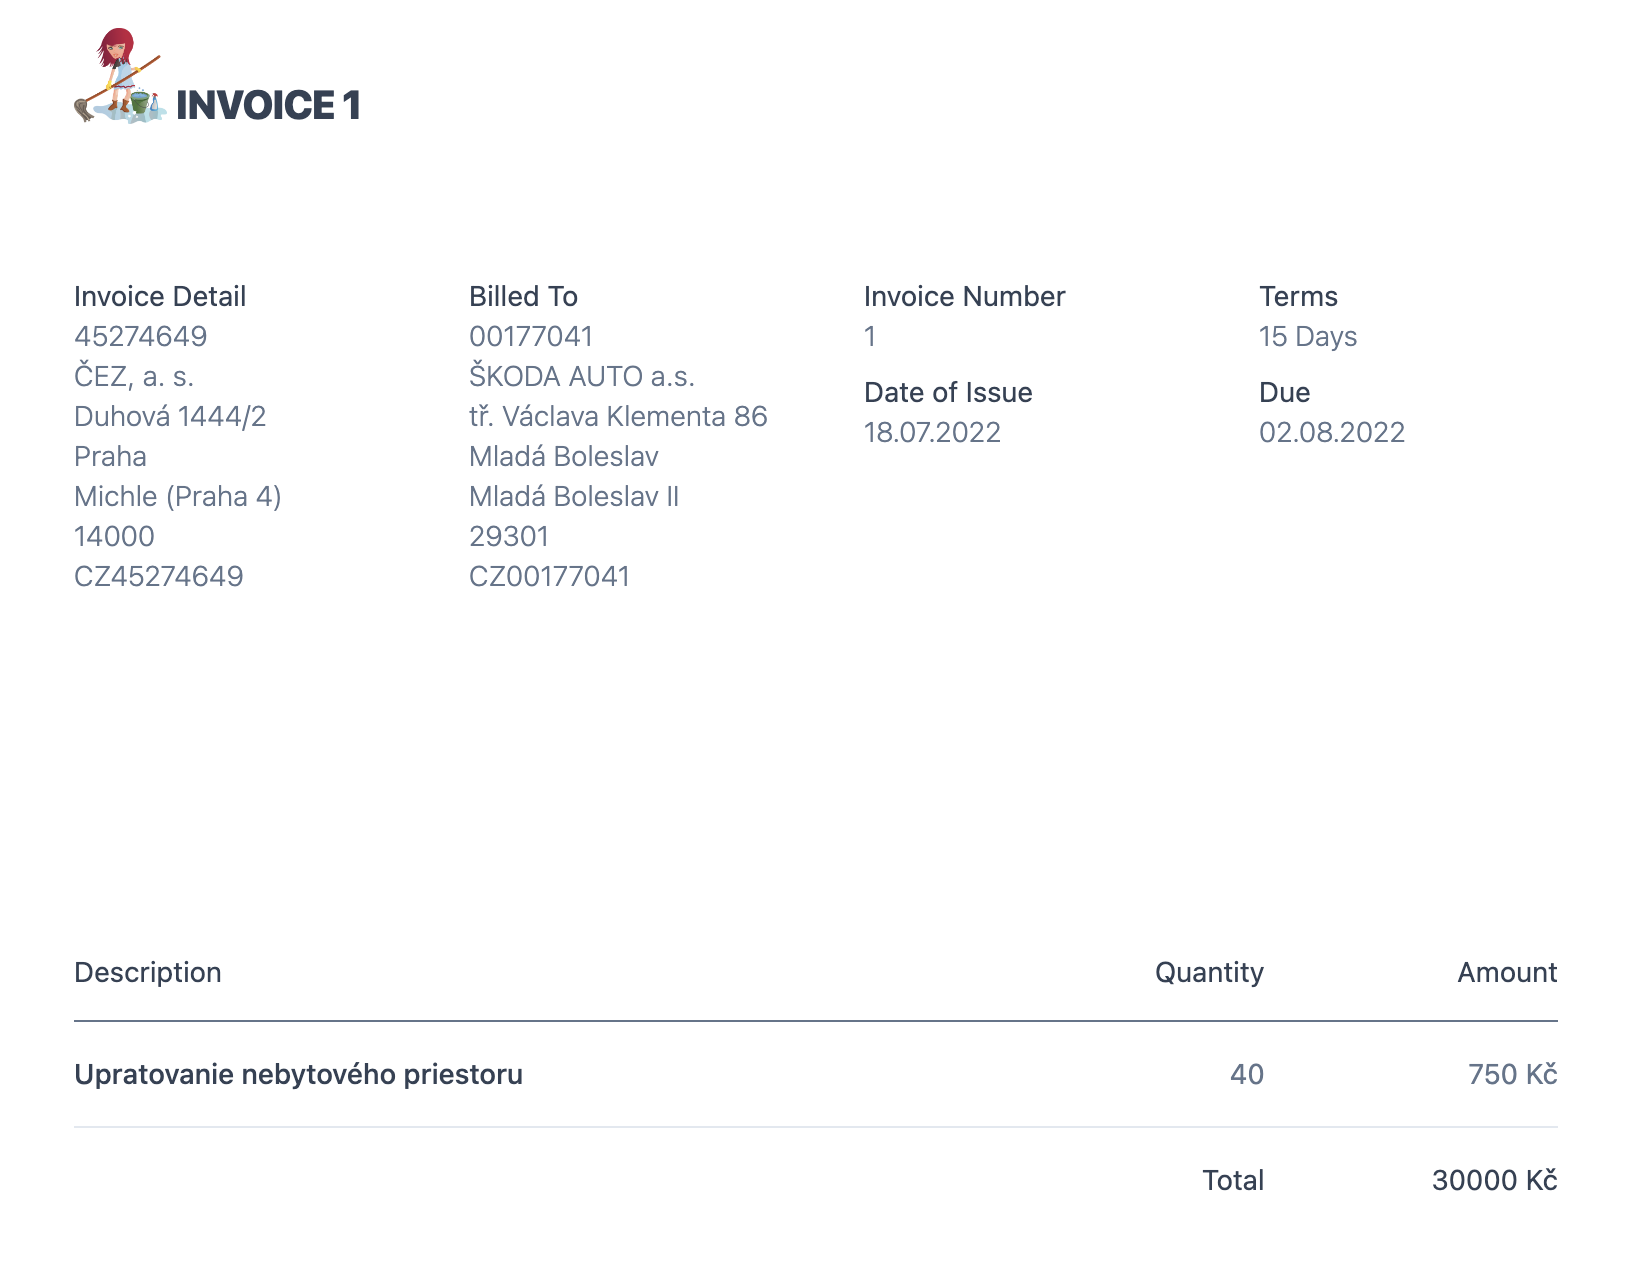 INVOICE 1
Invoice Detail
45274649
ČEZ, a. s.
Duhová 1444/2
Praha
Michle (Praha 4)
14000
CZ45274649
Billed To
00177041
ŠKODA AUTO a.s.
tř. Václava Klementa 86
Mladá Boleslav
Mladá Boleslav II
29301
CZ00177041
Invoice Number
1
Date of Issue
18.07.2022
Terms
15 Days
Due
02.08.2022
Description Quantity Amount
Upratovanie nebytového priestoru 40 750 Kč
Total 30000 Kč